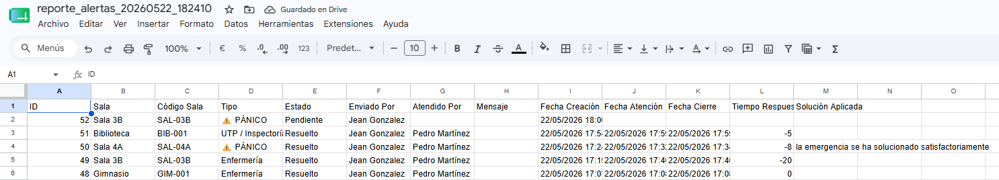 reporte_alertas_20260522_182410 Guardado en Drive
Archivo Editar Ver Insertar Formato Datos Herramientas Extensiones Ayuda
Menús 100% € % .0 .00 123 Predet... − 10 + B I S A Σ
A1 fx ID
A B C D E F G H I J K L M N O
1 ID Sala Código Sala Tipo Estado Enviado Por Atendido Por Mensaje Fecha Creación Fecha Atención Fecha Cierre Tiempo Respues Solución Aplicada
2 52 Sala 3B SAL-03B ⚠️ PÁNICO Pendiente Jean Gonzalez 22/05/2026 18:0
3 51 Biblioteca BIB-001 UTP / Inspectoría Resuelto Jean Gonzalez Pedro Martínez 22/05/2026 17:54 22/05/2026 17:59 22/05/2026 17:59 -5
4 50 Sala 4A SAL-04A ⚠️ PÁNICO Resuelto Jean Gonzalez Pedro Martínez 22/05/2026 17:24 22/05/2026 17:3 22/05/2026 17:34 -8 la emergencia se ha solucionado satisfactoriamente
5 49 Sala 3B SAL-03B Enfermería Resuelto Jean Gonzalez Pedro Martínez 22/05/2026 17:1 22/05/2026 17:4 22/05/2026 17:4 -20
6 48 Gimnasio GIM-001 Enfermería Resuelto Jean Gonzalez Pedro Martínez 22/05/2026 17:0 22/05/2026 17:0 22/05/2026 17:0 0